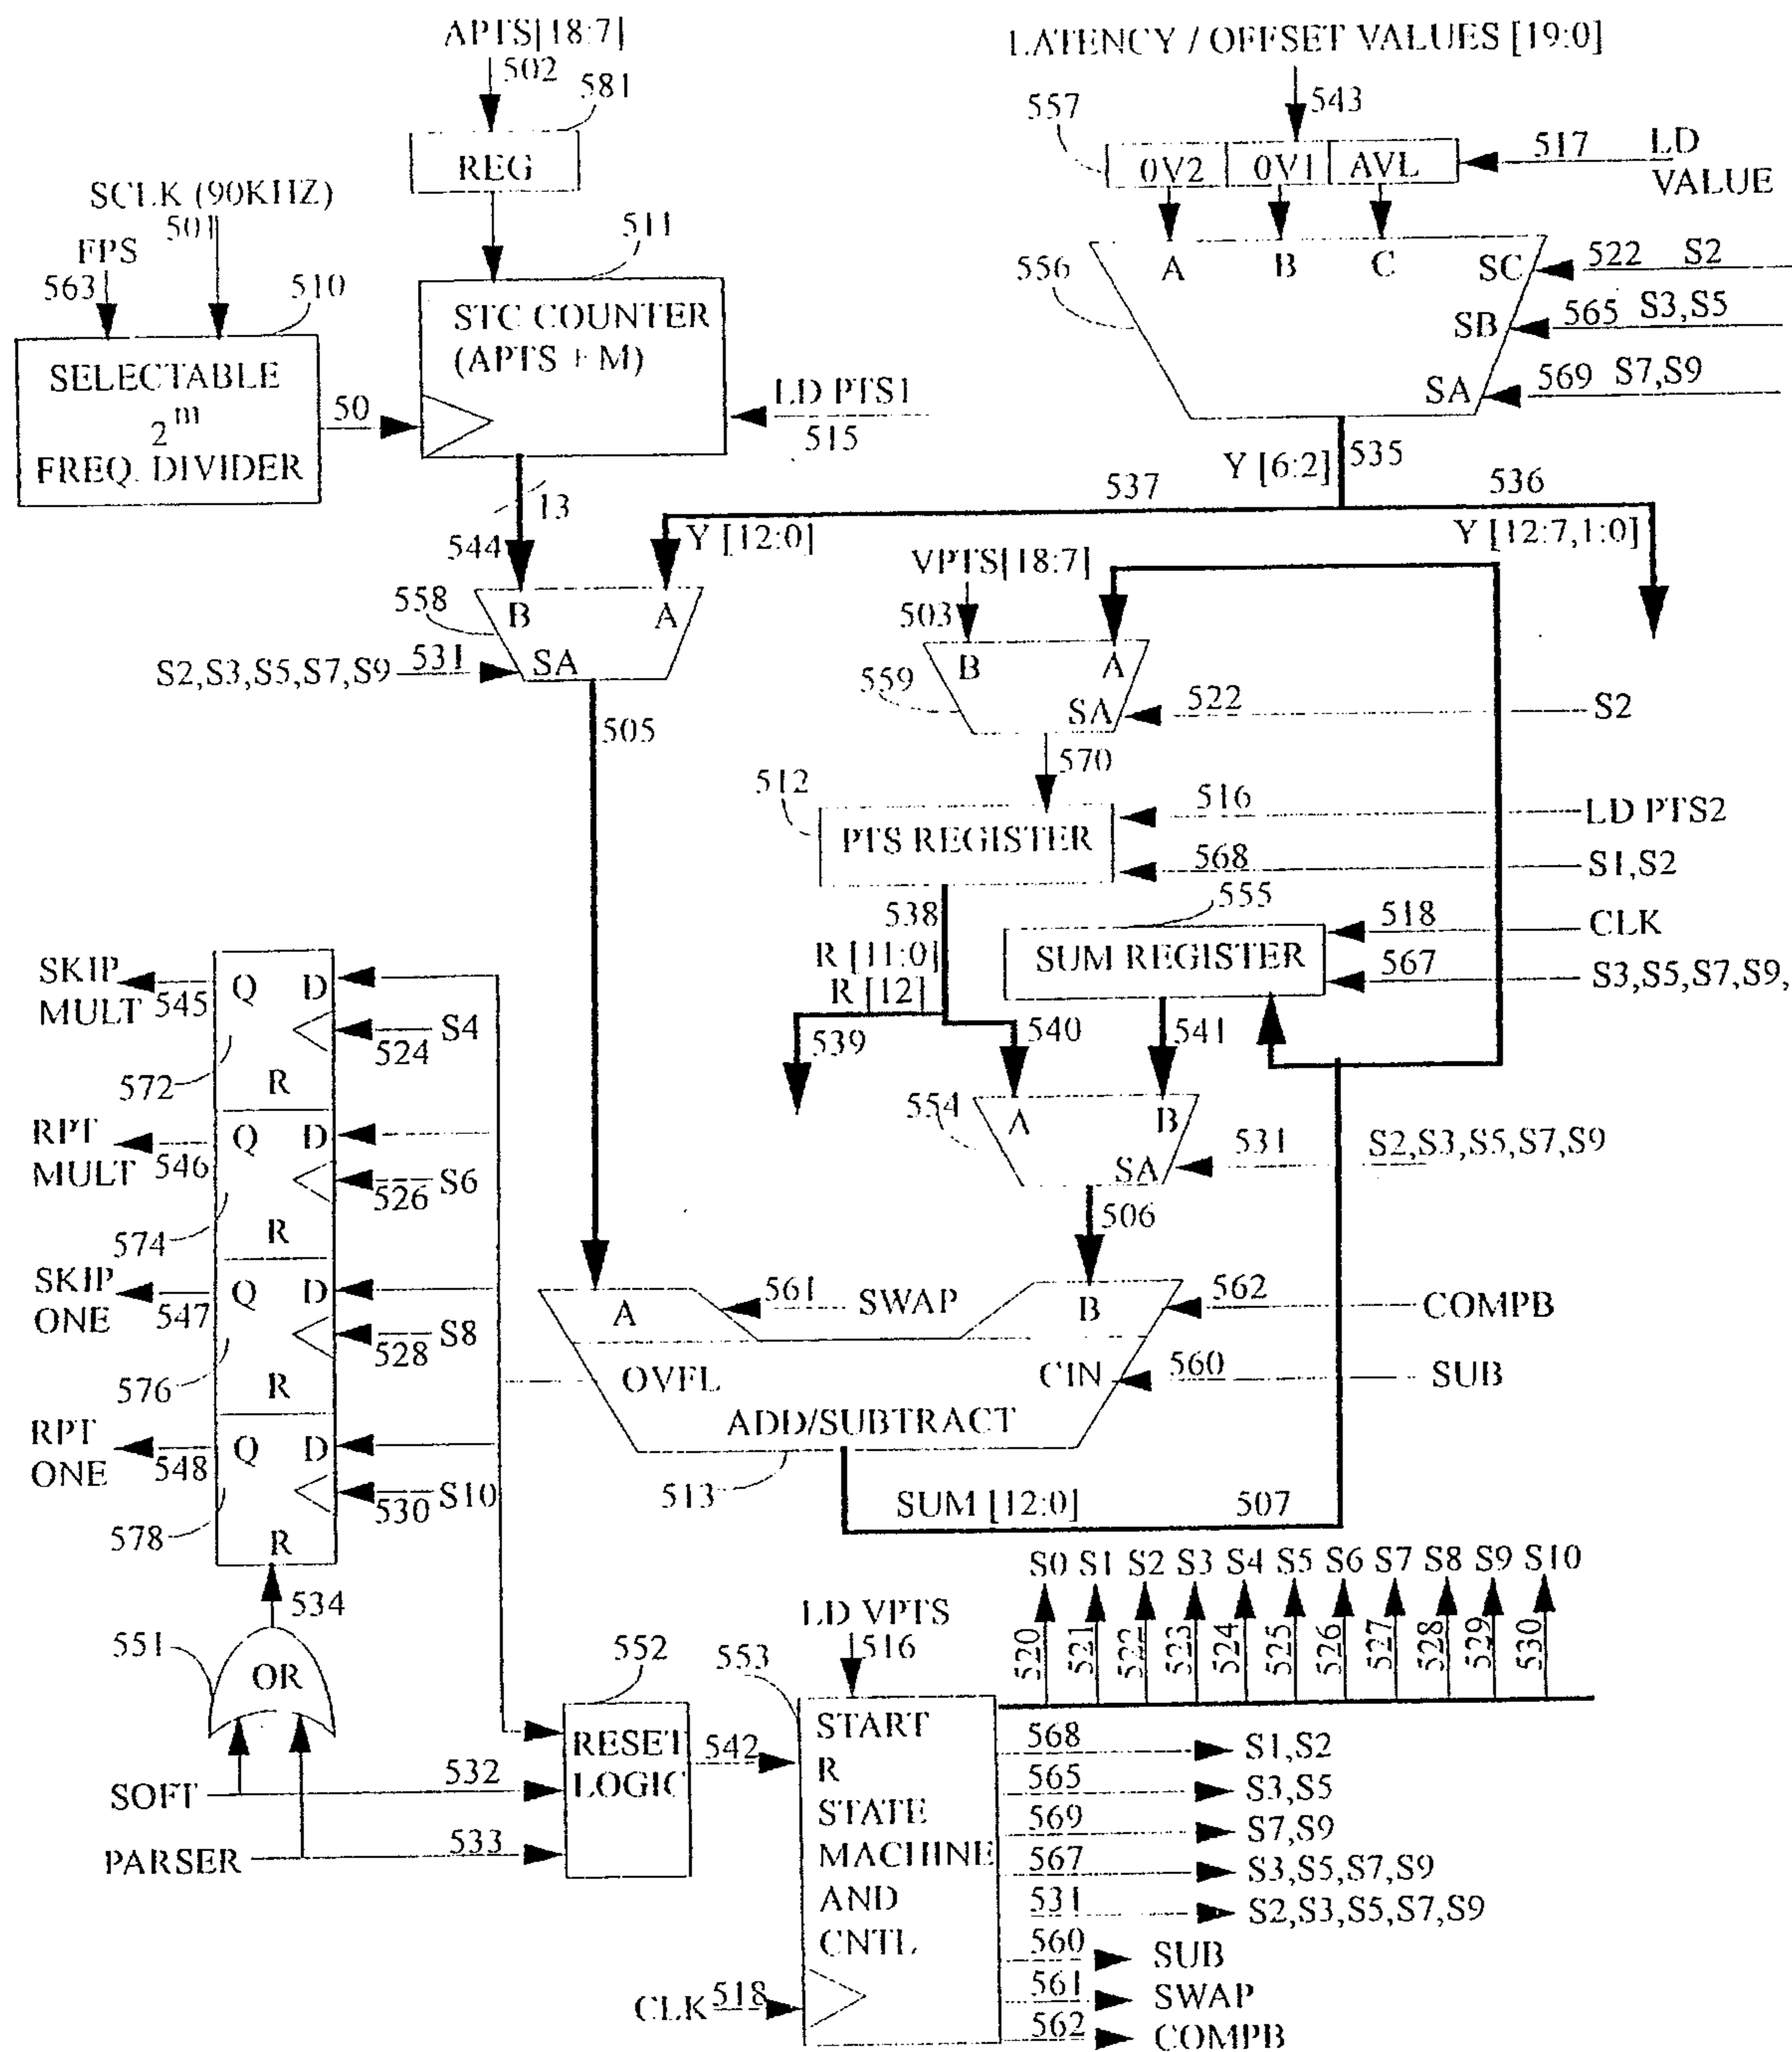 APTS[18:7]
502
581
REG
LATENCY / OFFSET VALUES [19:0]
543
557
0V2 0V1 AVL
517
LD
VALUE
SCLK (90KHZ)
501
FPS
563
510
SELECTABLE
2^m
FREQ. DIVIDER
50
511
STC COUNTER
(APTS + M)
LD PTS1
515
13
544
556
A B C SC
SB
SA
522 S2
565 S3,S5
569 S7,S9
Y [6:2]
535
537
536
Y [12:0]
Y [12:7,1:0]
558
B A
SA
S2,S3,S5,S7,S9 531
505
VPTS[18:7]
503
B A
559
SA
522
S2
570
512
PTS REGISTER
516
LD PTS2
568
S1,S2
538
555
R [11:0]
R [12]
SUM REGISTER
518
CLK
567
S3,S5,S7,S9,
539
540
541
554
A B
SA
531
S2,S3,S5,S7,S9
506
SKIP
MULT
545
Q D
524
S4
572
R
RPT
MULT
546
Q D
526
S6
574
R
SKIP
ONE
547
Q D
528
S8
576
R
RPT
ONE
548
Q D
530
S10
578
R
A
561
SWAP
B
562
COMPB
OVFL
CIN
560
SUB
ADD/SUBTRACT
513
SUM [12:0]
507
534
551
OR
SOFT
532
PARSER
533
552
RESET
LOGIC
542
553
LD VPTS
516
START
R
STATE
MACHINE
AND
CNTL
CLK
518
S0 S1 S2 S3 S4 S5 S6 S7 S8 S9 S10
520 521 522 523 524 525 526 527 528 529 530
568 S1,S2
565 S3,S5
569 S7,S9
567 S3,S5,S7,S9
531 S2,S3,S5,S7,S9
560 SUB
561 SWAP
562 COMPB